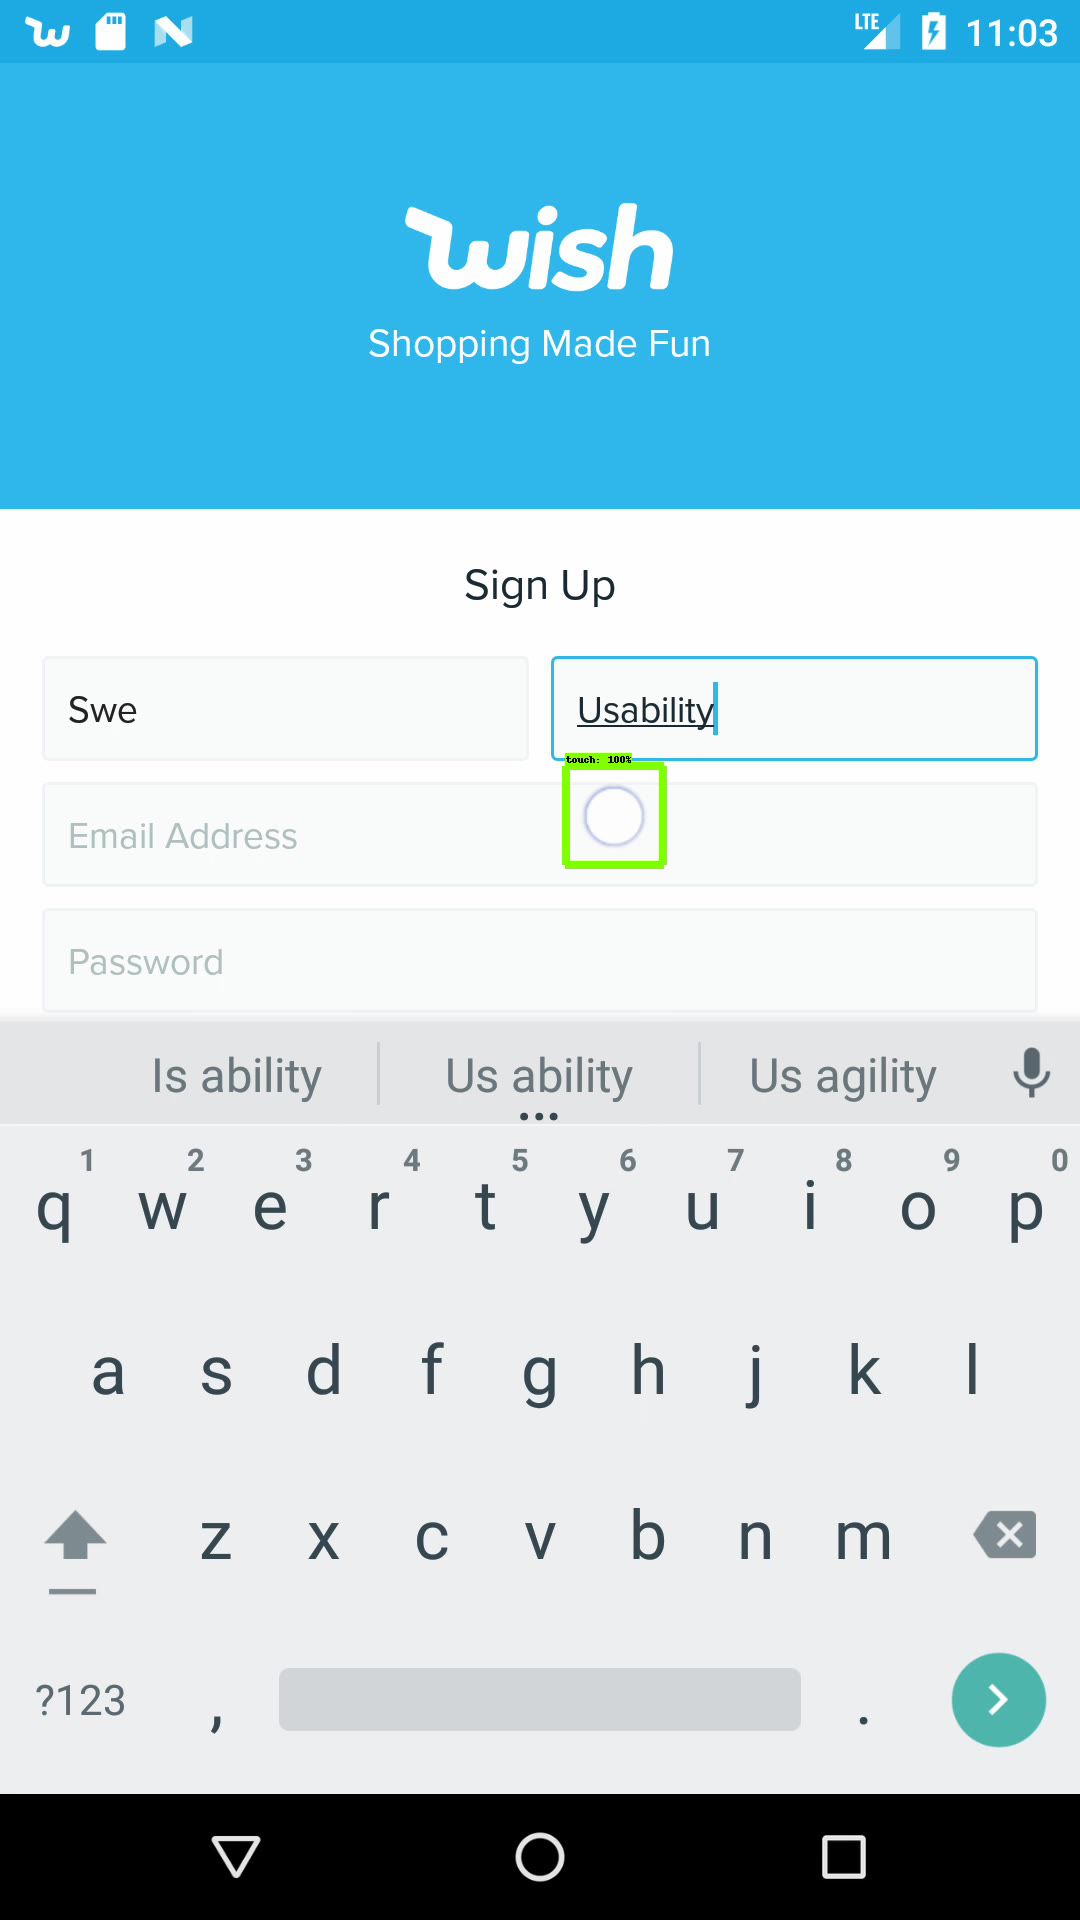 LTE 11:03
wish
Shopping Made Fun
Sign Up
Swe Usability
touch: 100%
Email Address
Password
Is ability Us ability Us agility
1 2 3 4 5 6 7 8 9 0
q w e r t y u i o p
a s d f g h j k l
z x c v b n m
?123 , .